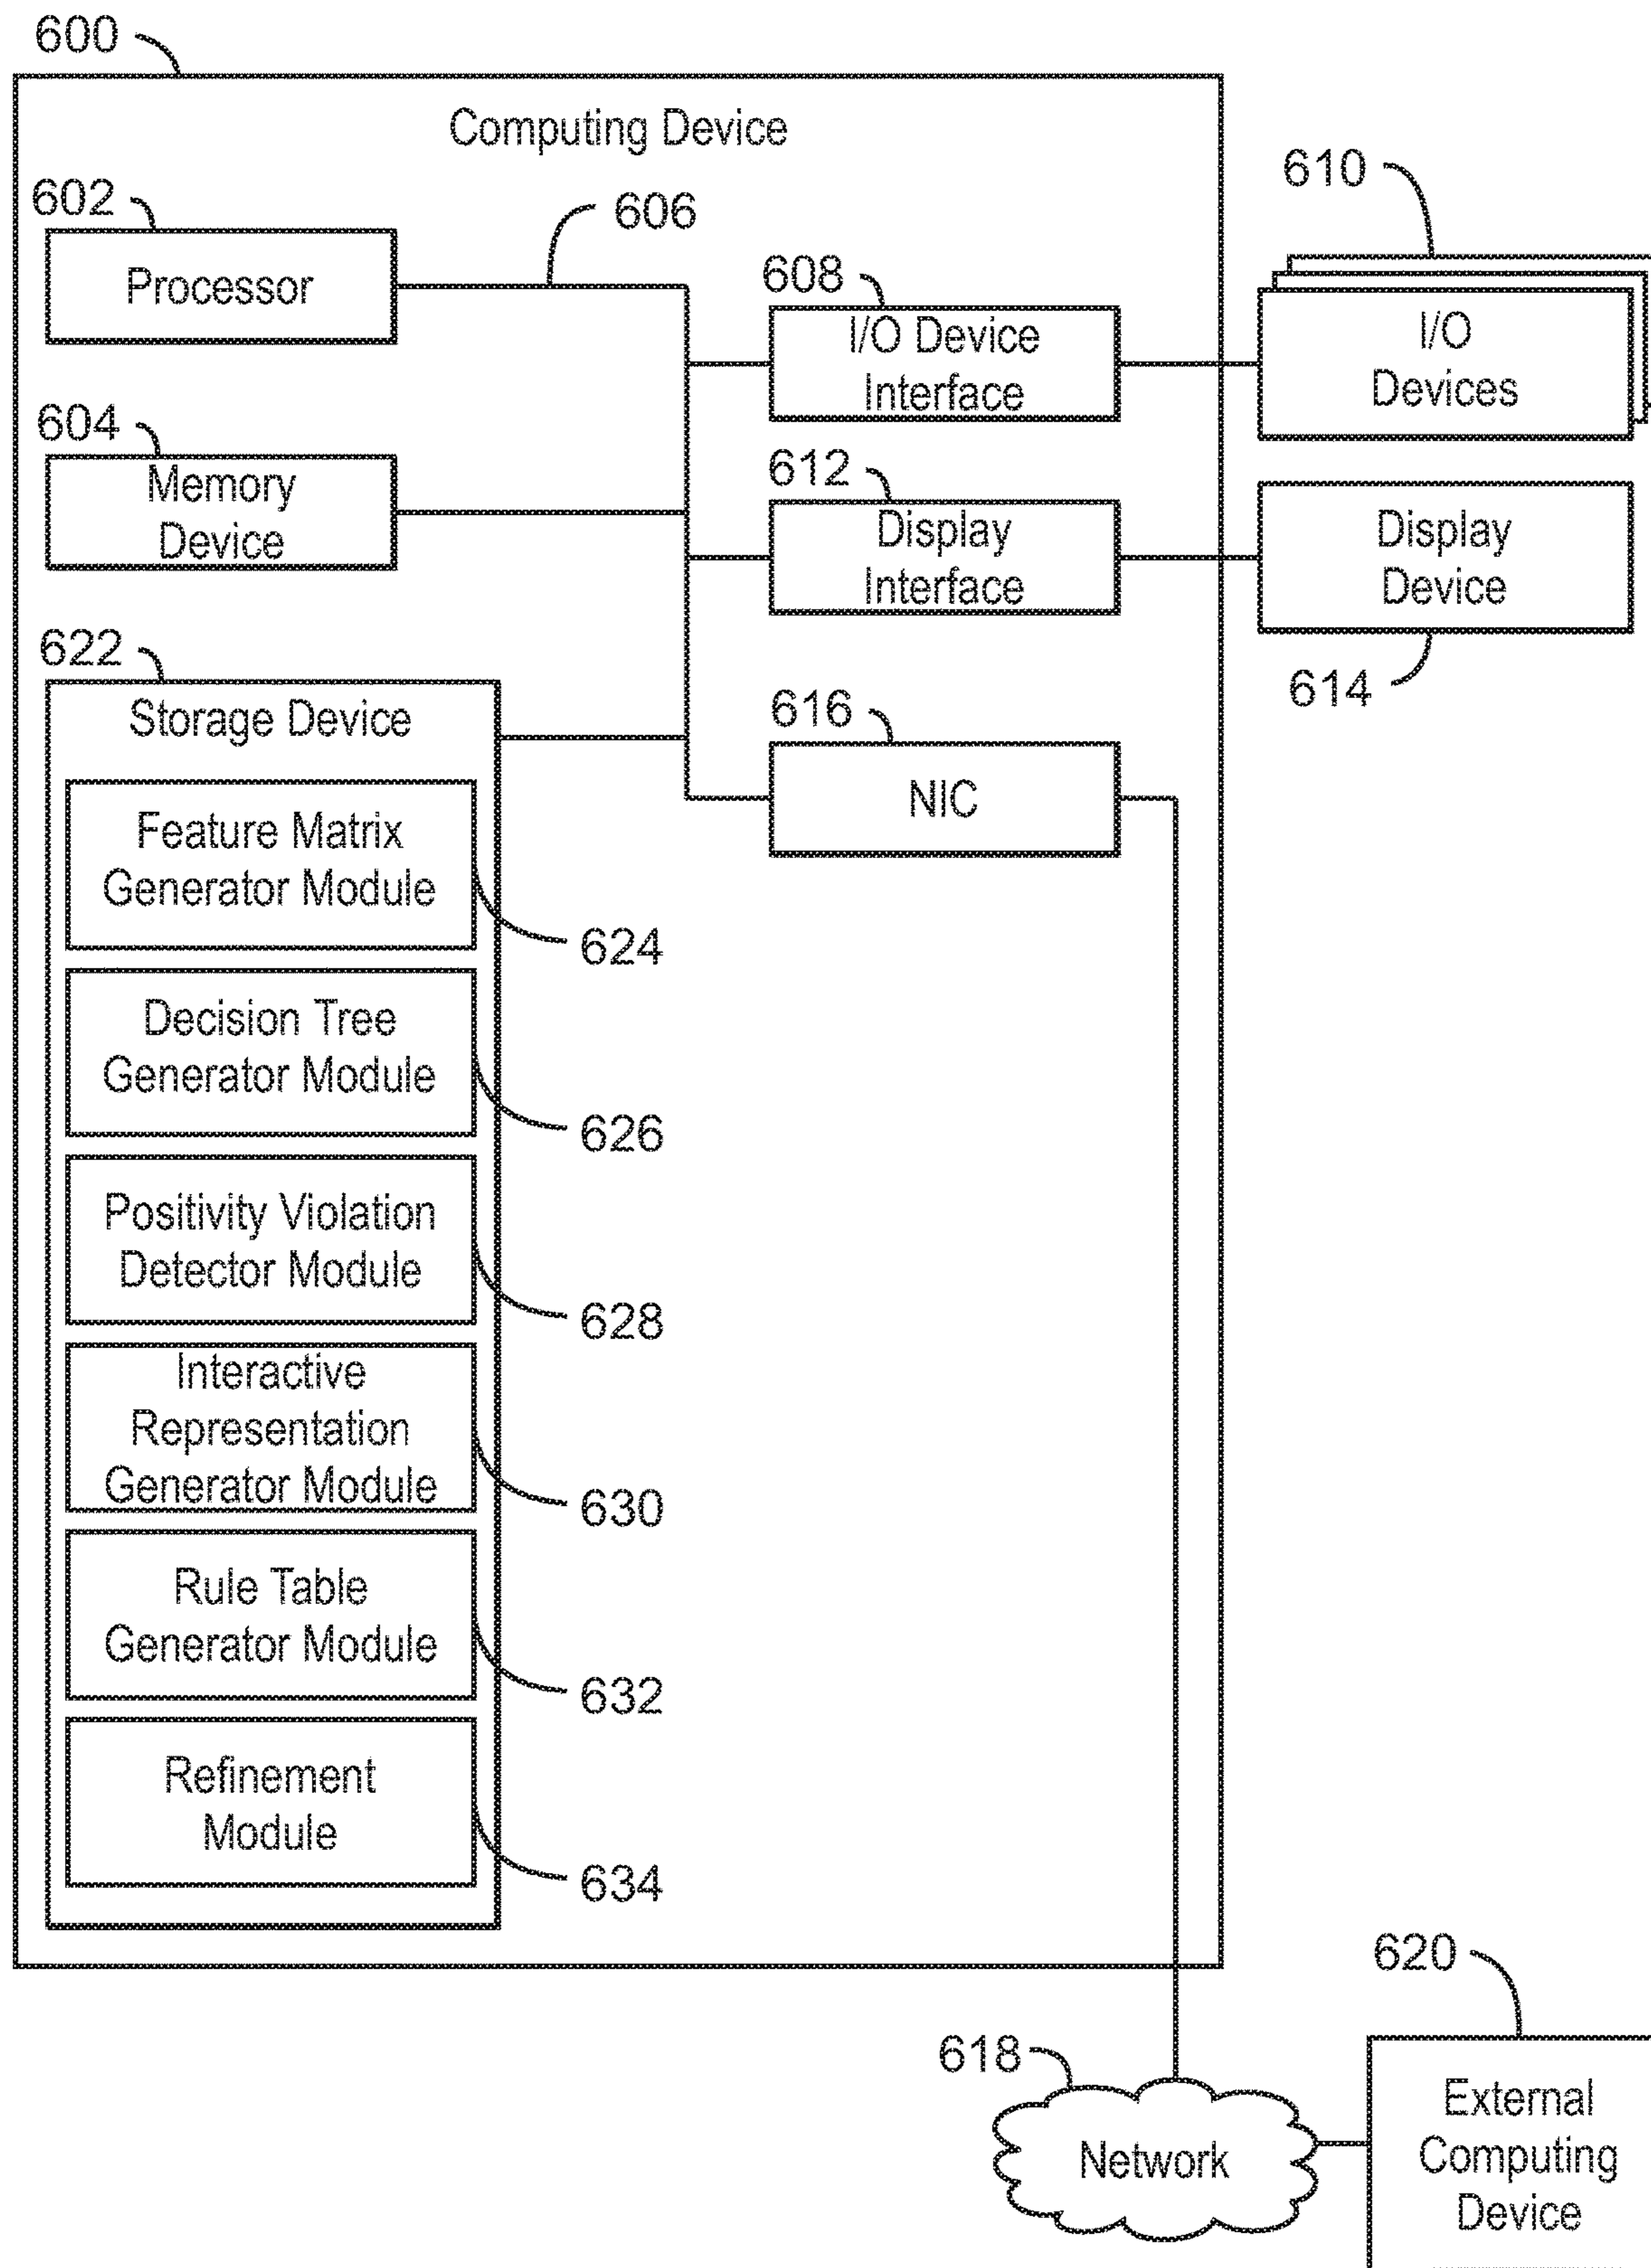 600
Computing Device
602
606
610
Processor
608
I/O Device
Interface
I/O
Devices
604
Memory
Device
612
Display
Interface
Display
Device
614
622
Storage Device
616
NIC
Feature Matrix
Generator Module
624
Decision Tree
Generator Module
626
Positivity Violation
Detector Module
628
Interactive
Representation
Generator Module
630
Rule Table
Generator Module
632
Refinement
Module
634
620
618
Network
External
Computing
Device